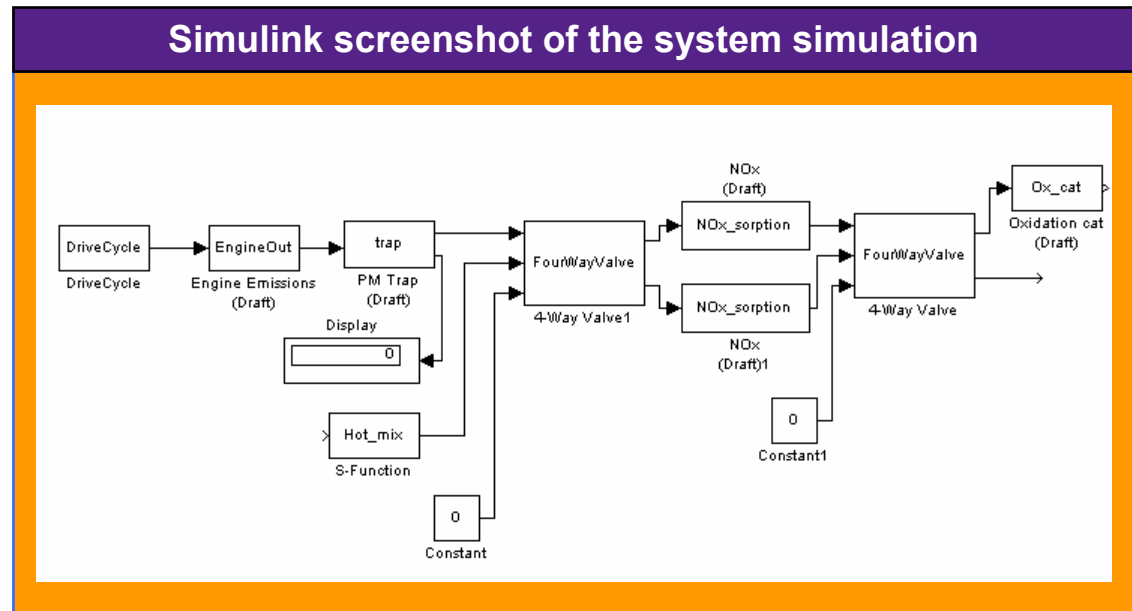 Simulink screenshot of the system simulation
DriveCycle
DriveCycle
EngineOut
Engine Emissions
(Draft)
trap
PM Trap
(Draft)
Display
0
Hot_mix
S-Function
0
Constant
FourWayValve
4-Way Valve1
NOx
(Draft)
NOx_sorption
NOx_sorption
NOx
(Draft)1
0
Constant1
FourWayValve
4-Way Valve
Ox_cat
Oxidation cat
(Draft)